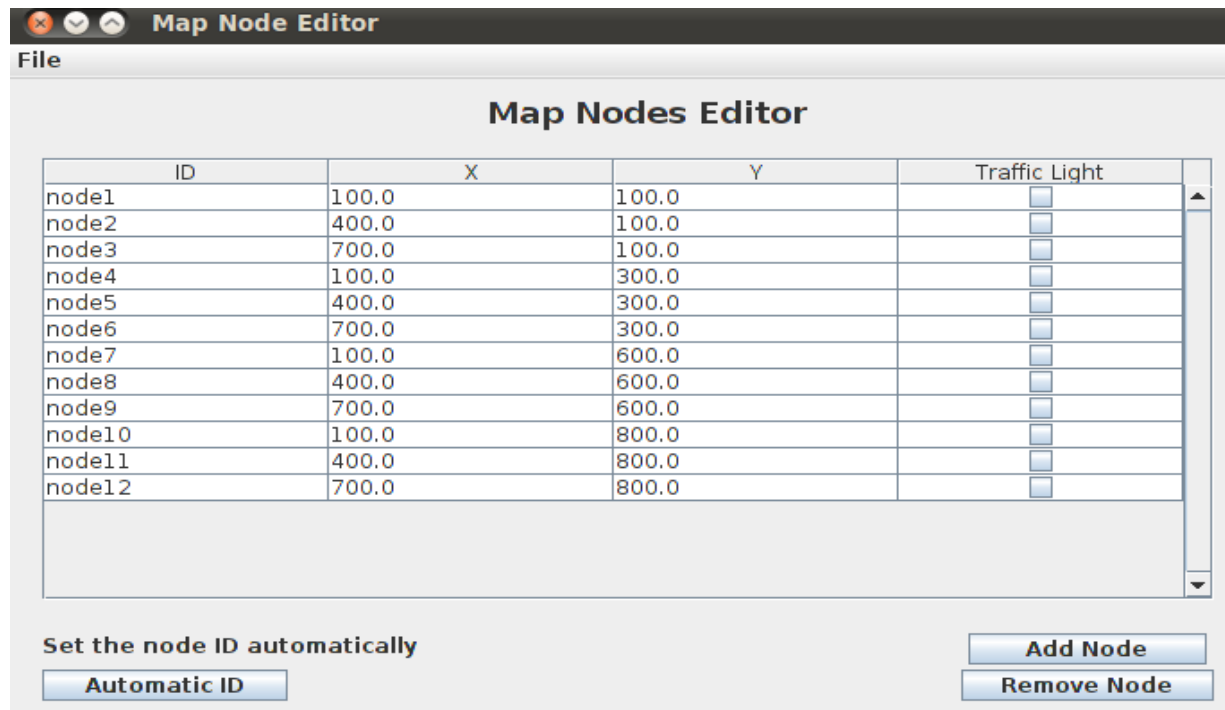 Map Node Editor
File
Map Nodes Editor
ID X Y Traffic Light
node1 100.0 100.0
node2 400.0 100.0
node3 700.0 100.0
node4 100.0 300.0
node5 400.0 300.0
node6 700.0 300.0
node7 100.0 600.0
node8 400.0 600.0
node9 700.0 600.0
node10 100.0 800.0
node11 400.0 800.0
node12 700.0 800.0
Set the node ID automatically
Add Node
Automatic ID Remove Node